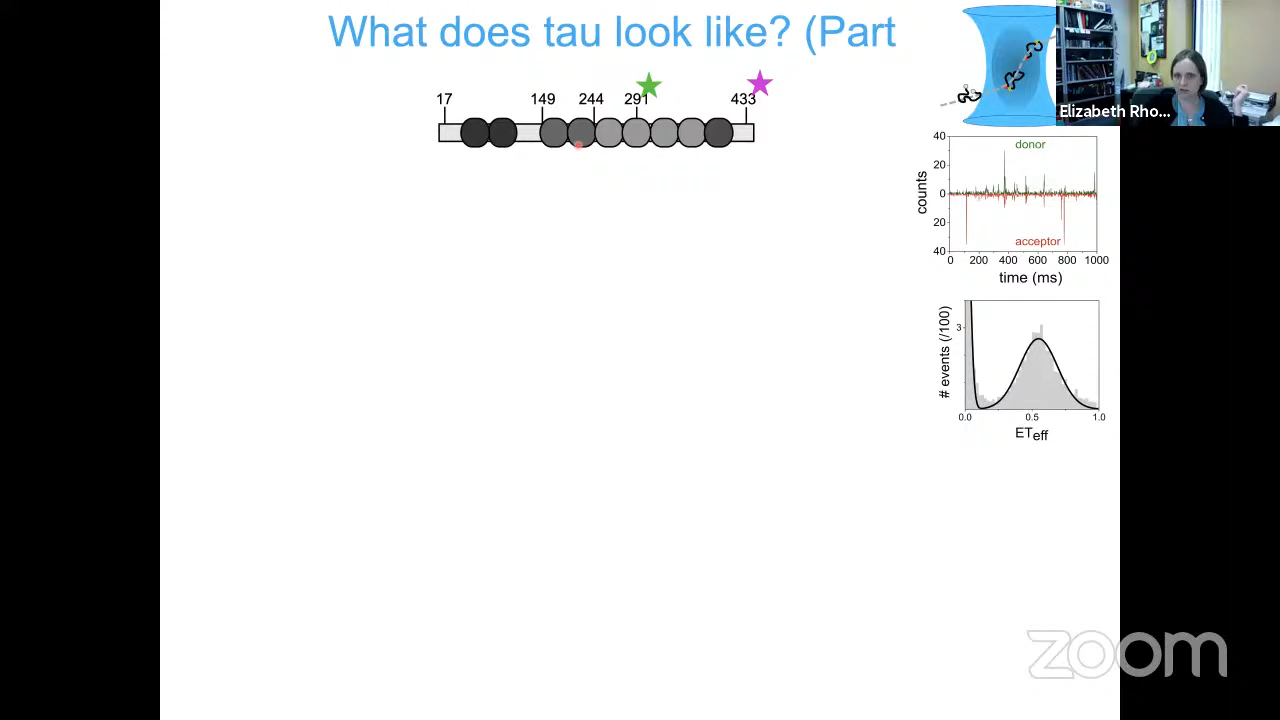 What does tau look like? (Part
Elizabeth Rho...
17 149 244 291 433
40
20
0
20
40
counts
donor
acceptor
0 200 400 600 800 1000
time (ms)
# events (/100)
3
0.0 0.5 1.0
ETeff
zoom